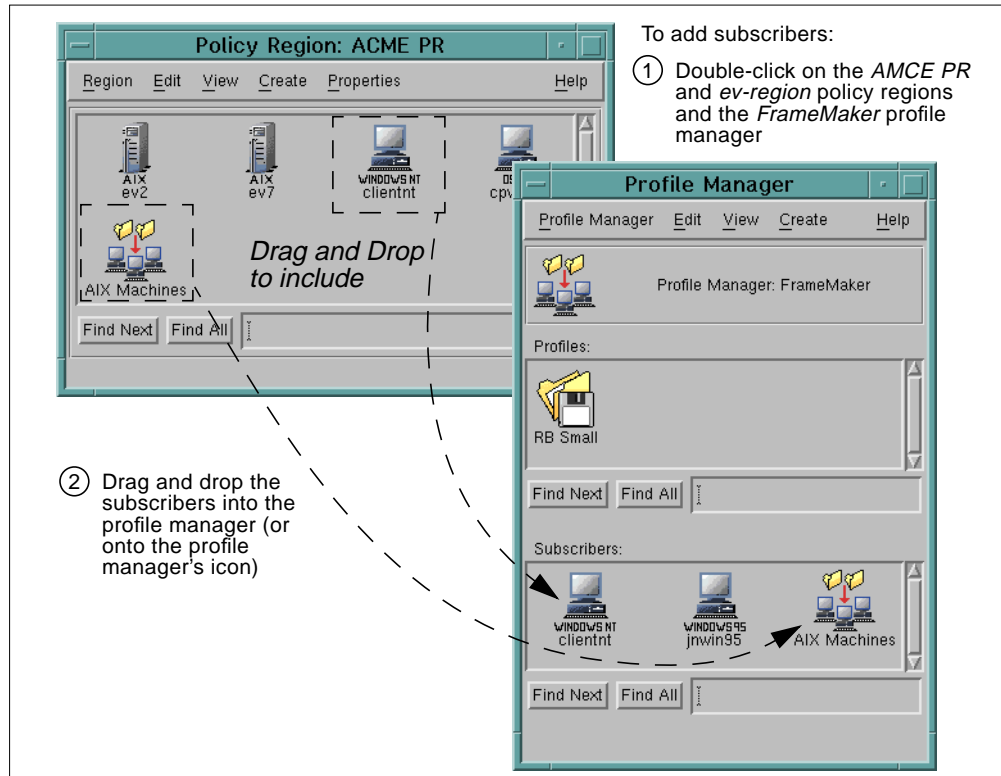 Policy Region: ACME PR
Region Edit View Create Properties Help
AIX
ev2
AIX
ev7
WINDOWS NT
clientnt
AIX Machines
Drag and Drop
to include
Find Next Find All
To add subscribers:
1 Double-click on the AMCE PR
and ev-region policy regions
and the FrameMaker profile
manager
2 Drag and drop the
subscribers into the
profile manager (or
onto the profile
manager's icon)
Profile Manager
Profile Manager Edit View Create Help
Profile Manager: FrameMaker
Profiles:
RB Small
Find Next Find All
Subscribers:
WINDOWS NT
clientnt
WINDOWS 95
jnwin95
AIX Machines
Find Next Find All